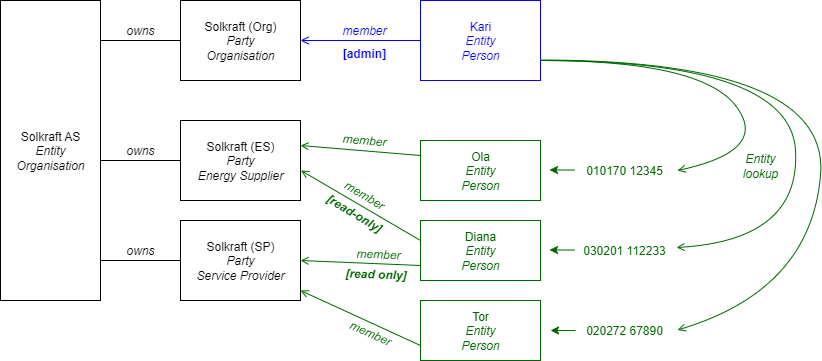 Solkraft AS
Entity
Organisation
owns
Solkraft (Org)
Party
Organisation
member
[admin]
Kari
Entity
Person
owns
Solkraft (ES)
Party
Energy Supplier
member
Ola
Entity
Person
010170 12345
Entity
lookup
member
[read-only]
owns
Solkraft (SP)
Party
Service Provider
member
[read only]
Diana
Entity
Person
030201 112233
member
Tor
Entity
Person
020272 67890